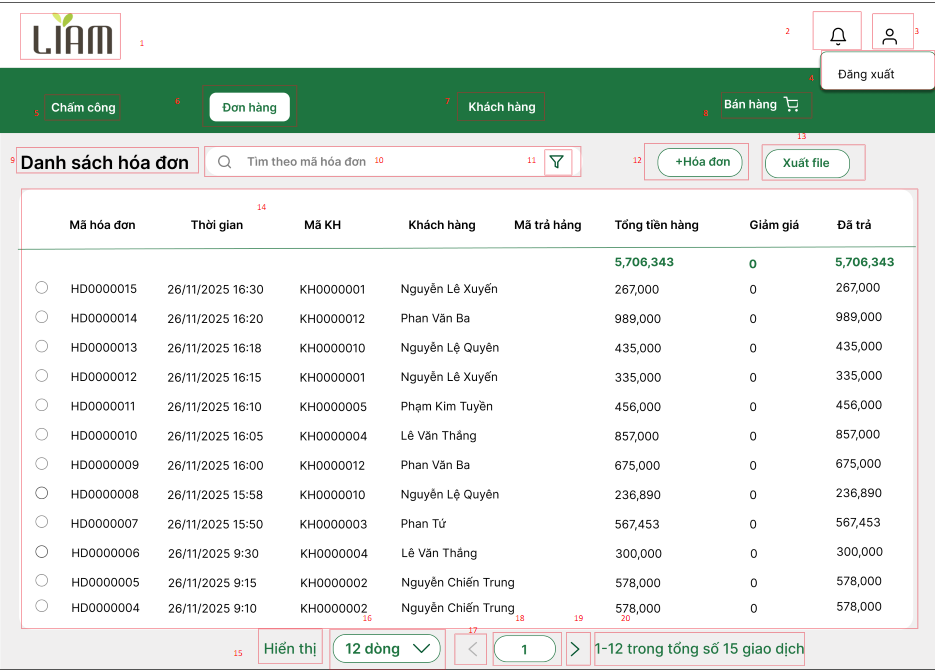 LIAM
1
2
3
Đăng xuất
4
5
Chấm công
6
Đơn hàng
7
Khách hàng
8
Bán hàng
9
Danh sách hóa đơn
Tìm theo mã hóa đơn
10
11
12
+Hóa đơn
13
Xuất file
14
Mã hóa đơn Thời gian Mã KH Khách hàng Mã trả hảng Tổng tiền hàng Giảm giá Đã trả
5,706,343 0 5,706,343
HD0000015 26/11/2025 16:30 KH0000001 Nguyễn Lê Xuyến 267,000 0 267,000
HD0000014 26/11/2025 16:20 KH0000012 Phan Văn Ba 989,000 0 989,000
HD0000013 26/11/2025 16:18 KH0000010 Nguyễn Lệ Quyên 435,000 0 435,000
HD0000012 26/11/2025 16:15 KH0000001 Nguyễn Lê Xuyến 335,000 0 335,000
HD0000011 26/11/2025 16:10 KH0000005 Phạm Kim Tuyền 456,000 0 456,000
HD0000010 26/11/2025 16:05 KH0000004 Lê Văn Thắng 857,000 0 857,000
HD0000009 26/11/2025 16:00 KH0000012 Phan Văn Ba 675,000 0 675,000
HD0000008 26/11/2025 15:58 KH0000010 Nguyễn Lệ Quyên 236,890 0 236,890
HD0000007 26/11/2025 15:50 KH0000003 Phan Tứ 567,453 0 567,453
HD0000006 26/11/2025 9:30 KH0000004 Lê Văn Thắng 300,000 0 300,000
HD0000005 26/11/2025 9:15 KH0000002 Nguyễn Chiến Trung 578,000 0 578,000
HD0000004 26/11/2025 9:10 KH0000002 Nguyễn Chiến Trung 578,000 0 578,000
15
Hiển thị
16
12 dòng
17
18
1
19
20
1-12 trong tổng số 15 giao dịch